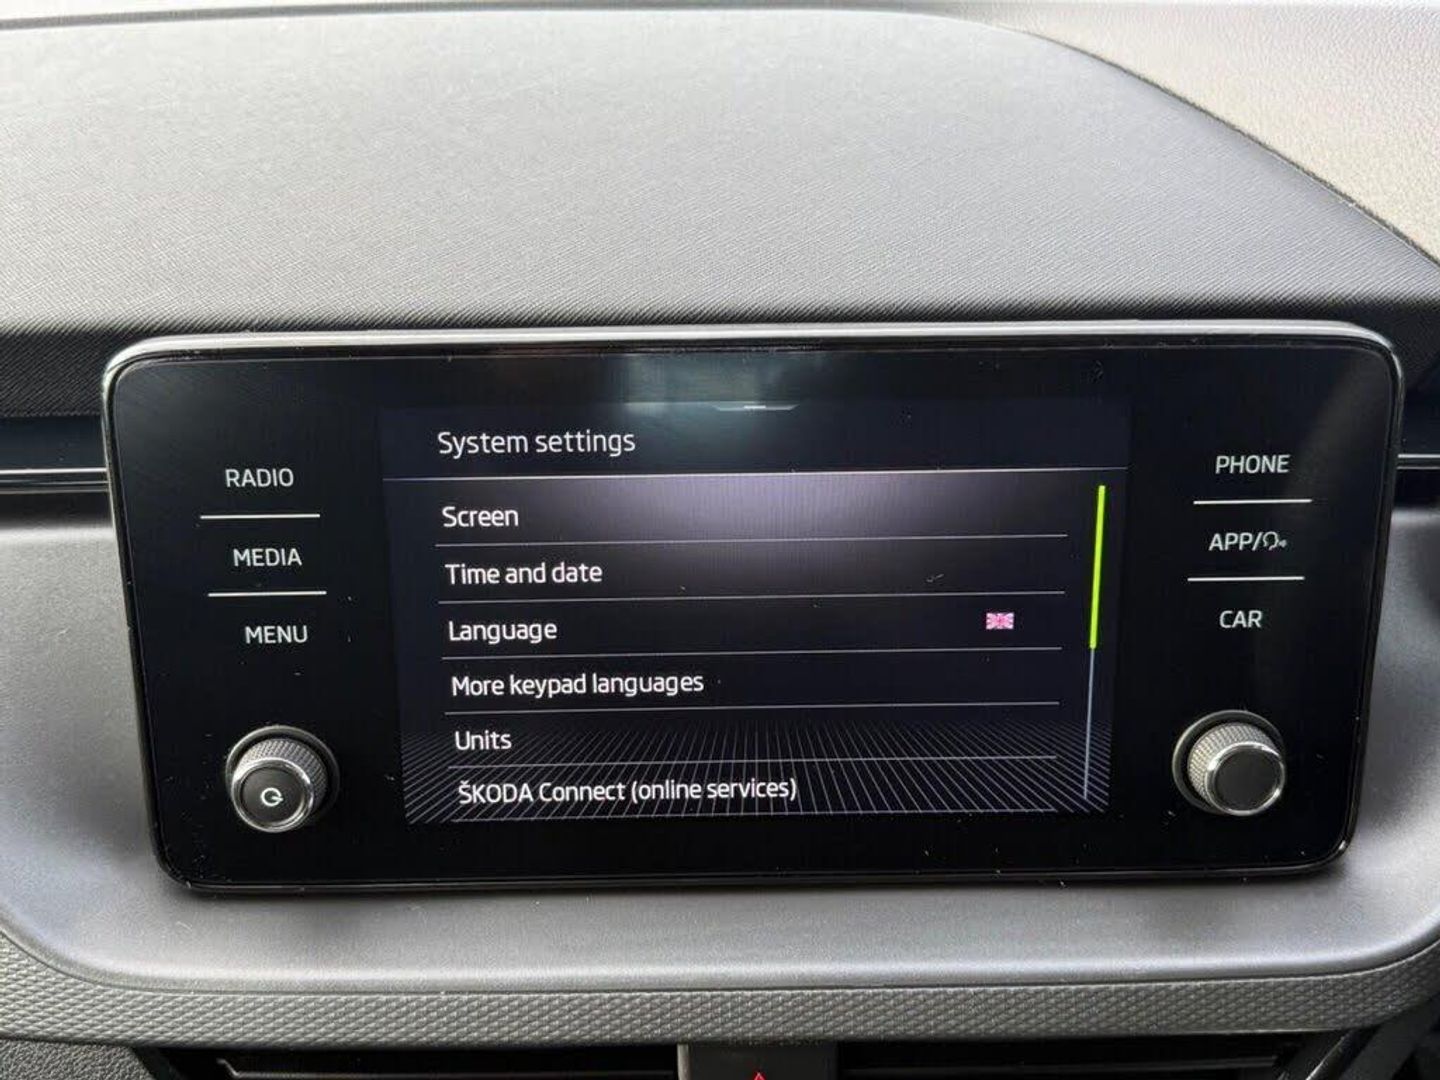 System settings
RADIO
MEDIA
MENU
Screen
Time and date
Language
More keypad languages
Units
ŠKODA Connect (online services)
PHONE
APP/
CAR